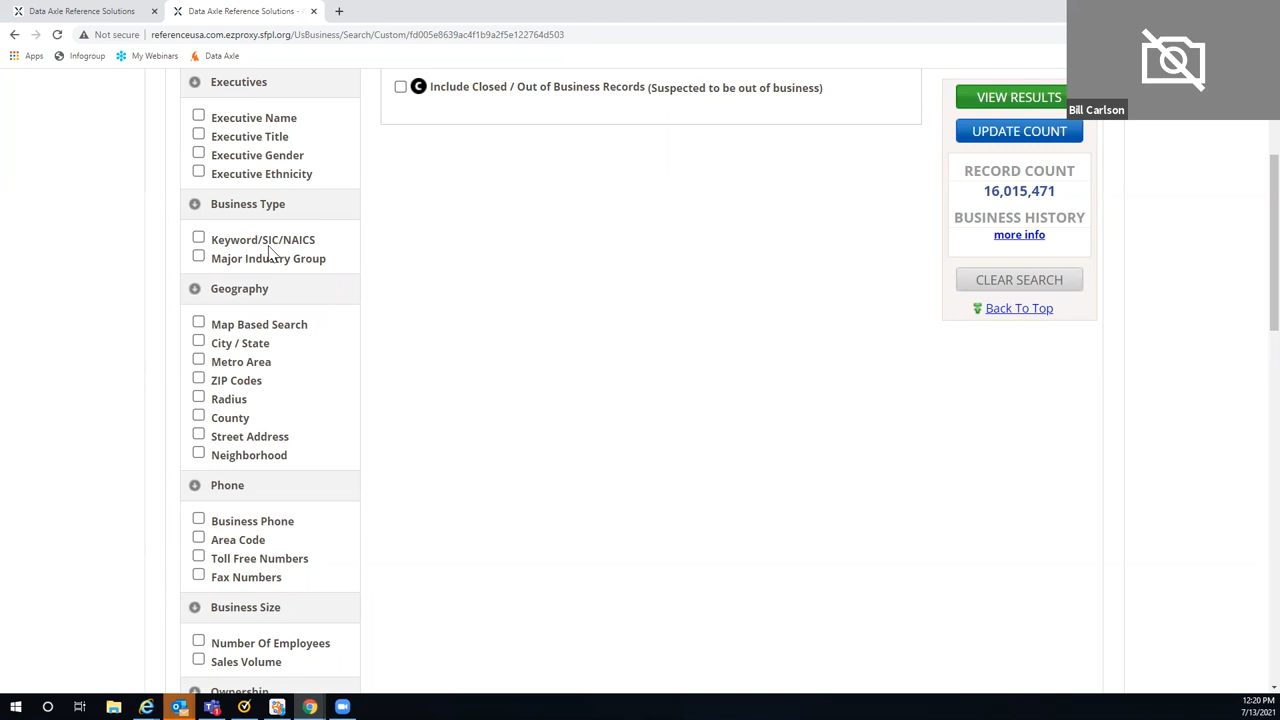 Data Axle Reference Solutions
Data Axle Reference Solutions -
Not secure
referenceusa.com.ezproxy.sfpl.org/UsBusiness/Search/Custom/fd005e8639ac4f1b9a2f5e122764d503
Apps
Infogroup
My Webinars
Data Axle
Bill Carlson
Executives
Executive Name
Executive Title
Executive Gender
Executive Ethnicity
Business Type
Keyword/SIC/NAICS
Major Industry Group
Geography
Map Based Search
City / State
Metro Area
ZIP Codes
Radius
County
Street Address
Neighborhood
Phone
Business Phone
Area Code
Toll Free Numbers
Fax Numbers
Business Size
Number Of Employees
Sales Volume
Ownership
C Include Closed / Out of Business Records (Suspected to be out of business)
VIEW RESULTS
UPDATE COUNT
RECORD COUNT
16,015,471
BUSINESS HISTORY
more info
CLEAR SEARCH
Back To Top
12:20 PM
7/13/2021